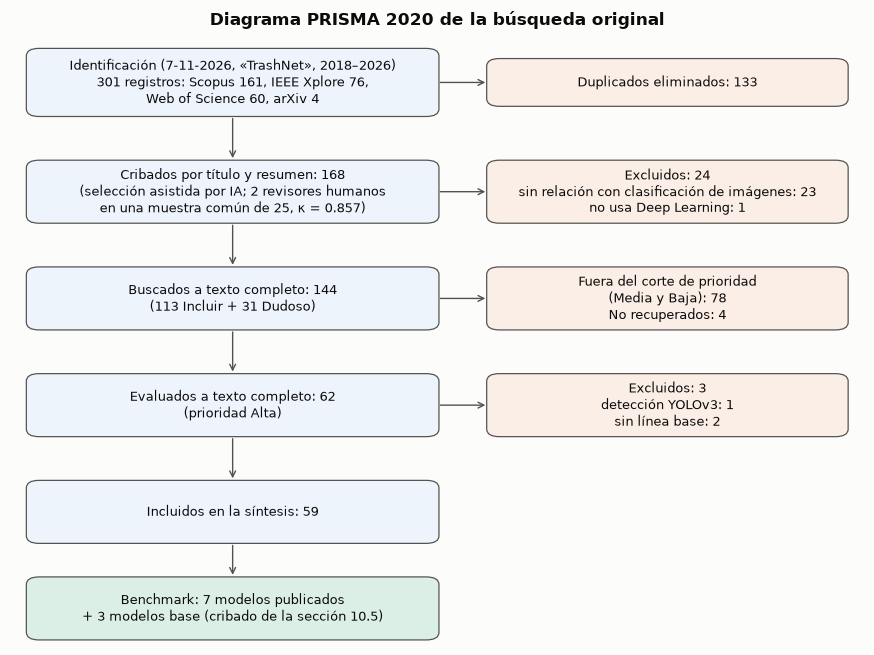 Diagrama PRISMA 2020 de la búsqueda original
Identificación (7-11-2026, «TrashNet», 2018–2026)
301 registros: Scopus 161, IEEE Xplore 76,
Web of Science 60, arXiv 4
Duplicados eliminados: 133
Cribados por título y resumen: 168
(selección asistida por IA; 2 revisores humanos
en una muestra común de 25, κ = 0.857)
Excluidos: 24
sin relación con clasificación de imágenes: 23
no usa Deep Learning: 1
Buscados a texto completo: 144
(113 Incluir + 31 Dudoso)
Fuera del corte de prioridad
(Media y Baja): 78
No recuperados: 4
Evaluados a texto completo: 62
(prioridad Alta)
Excluidos: 3
detección YOLOv3: 1
sin línea base: 2
Incluidos en la síntesis: 59
Benchmark: 7 modelos publicados
+ 3 modelos base (cribado de la sección 10.5)